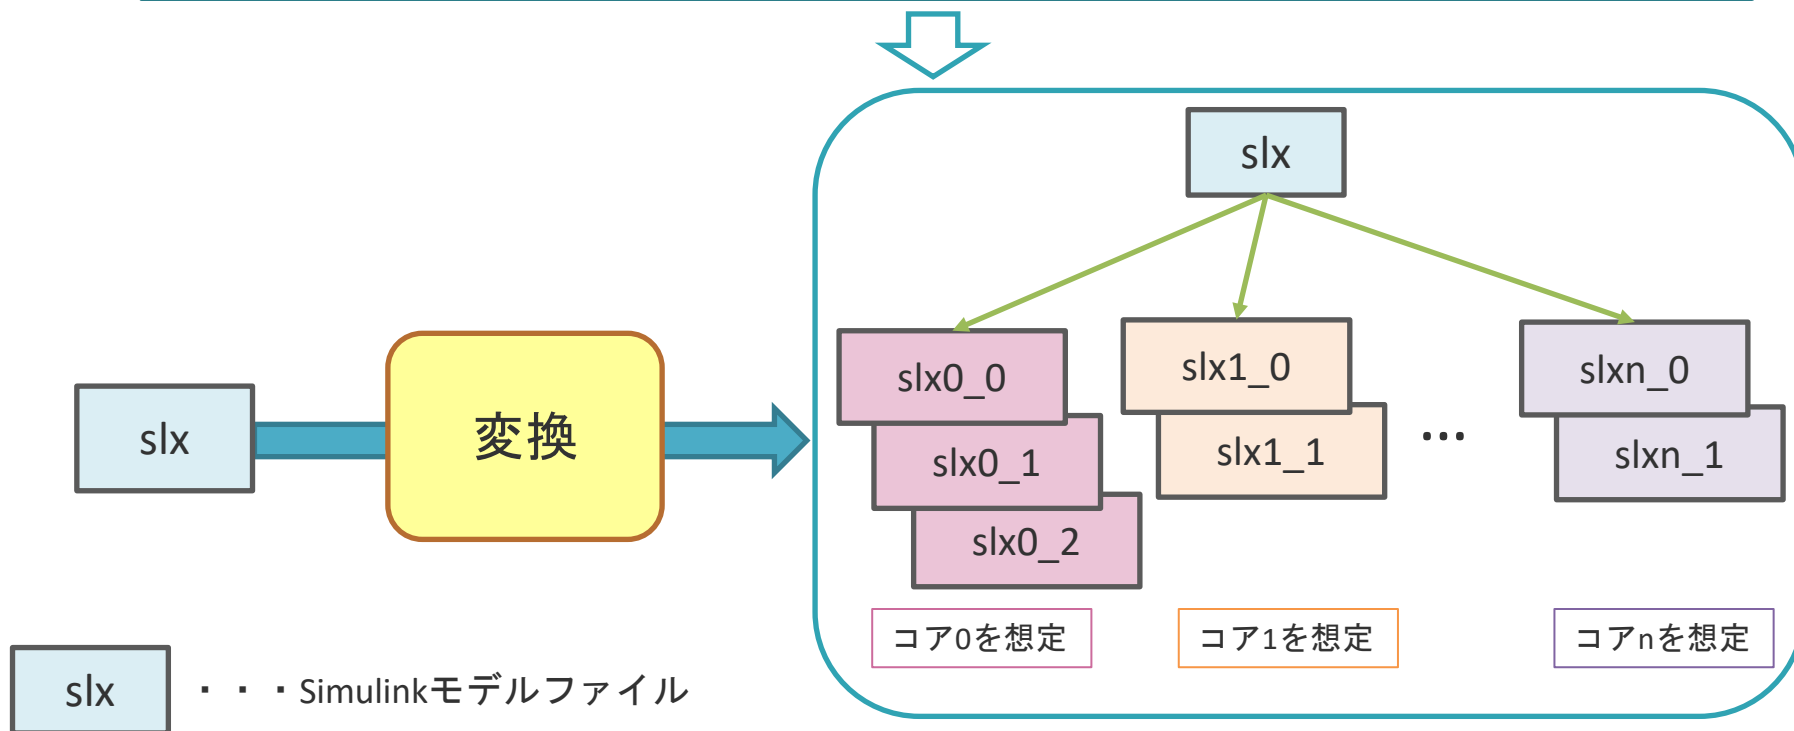 slx
slx0_0
slx0_1
slx0_2
slx1_0
slx1_1
…
slxn_0
slxn_1
slx
変換
コア0を想定
コア1を想定
コアnを想定
slx
・・・Simulinkモデルファイル